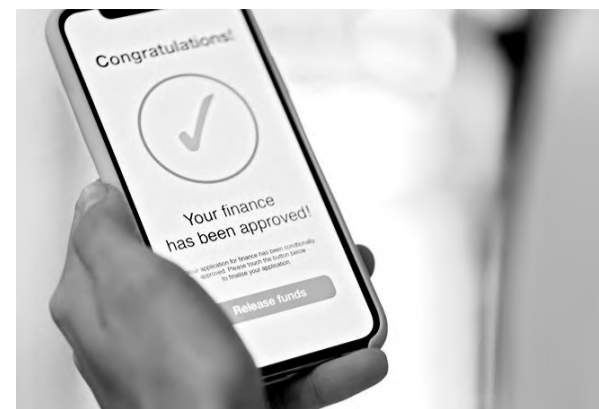 Congratulations!
Your finance
has been approved!
Your application for finance has been conditionally
approved. Please touch the button below
to finalise your application.
Release funds